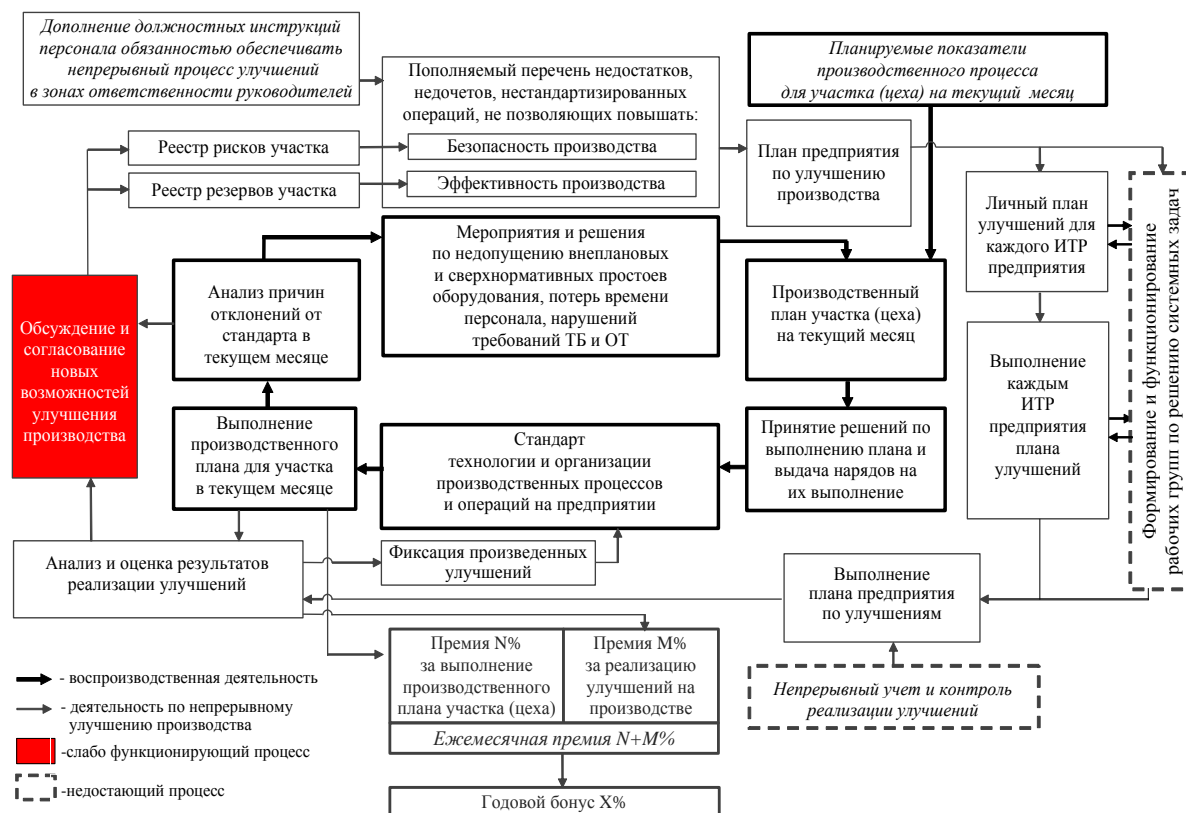 Дополнение должностных инструкций
персонала обязанностью обеспечивать
непрерывный процесс улучшений
в зонах ответственности руководителей
Пополняемый перечень недостатков,
недочетов, нестандартизированных
операций, не позволяющих повышать:
Безопасность производства
Эффективность производства
Планируемые показатели
производственного процесса
для участка (цеха) на текущий месяц
Реестр рисков участка
Реестр резервов участка
План предприятия
по улучшению
производства
Личный план
улучшений для
каждого ИТР
предприятия
Формирование и функционирование
рабочих групп по решению системных задач
Обсуждение и
согласование
новых
возможностей
улучшения
производства
Анализ причин
отклонений от
стандарта в
текущем месяце
Мероприятия и решения
по недопущению внеплановых
и сверхнормативных простоев
оборудования, потерь времени
персонала, нарушений
требований ТБ и ОТ
Производственный
план участка (цеха)
на текущий месяц
Выполнение
каждым
ИТР
предприятия
плана
улучшений
Выполнение
производственного
плана для участка
в текущем месяце
Стандарт
технологии и организации
производственных процессов
и операций на предприятии
Принятие решений по
выполнению плана и
выдача нарядов на
их выполнение
Анализ и оценка результатов
реализации улучшений
Фиксация произведенных
улучшений
Выполнение
плана предприятия
по улучшениям
Премия N%
за выполнение
производственного
плана участка (цеха)
Премия M%
за реализацию
улучшений на
производстве
Ежемесячная премия N+M%
Годовой бонус X%
Непрерывный учет и контроль
реализации улучшений
- воспроизводственная деятельность
- деятельность по непрерывному
улучшению производства
-слабо функционирующий процесс
-недостающий процесс